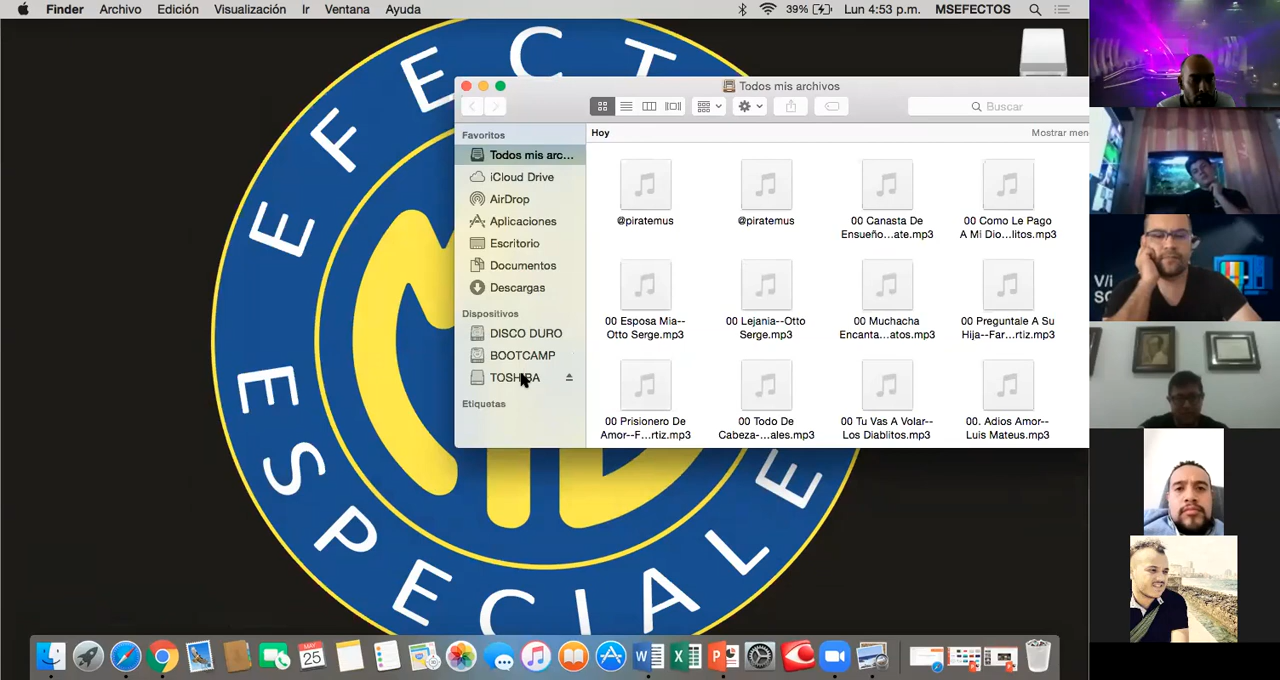 Finder Archivo Edición Visualización Ir Ventana Ayuda 39% Lun 4:53 p.m. MSEFECTOS
EFECT
ESPECIALE
Todos mis archivos
Buscar
Favoritos
Todos mis arc...
iCloud Drive
AirDrop
Aplicaciones
Escritorio
Documentos
Descargas
Dispositivos
DISCO DURO
BOOTCAMP
TOSHIBA
Etiquetas
Hoy Mostrar men
@piratemus
@piratemus
00 Canasta De
Ensueño...ate.mp3
00 Como Le Pago
A Mi Dio...litos.mp3
00 Esposa Mia--
Otto Serge.mp3
00 Lejania--Otto
Serge.mp3
00 Muchacha
Encanta...atos.mp3
00 Preguntale A Su
Hija--Far...rtiz.mp3
00 Prisionero De
Amor--F...rtiz.mp3
00 Todo De
Cabeza-...ales.mp3
00 Tu Vas A Volar--
Los Diablitos.mp3
00. Adios Amor--
Luis Mateus.mp3
MAY
25
V/i
SO